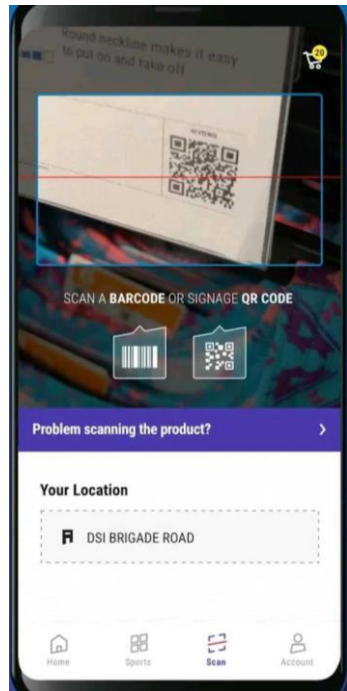 Round neckline makes it easy
to put on and take off
20
REVIEWS
SCAN A BARCODE OR SIGNAGE QR CODE
Problem scanning the product?
Your Location
DSI BRIGADE ROAD
Home Sports Scan Account